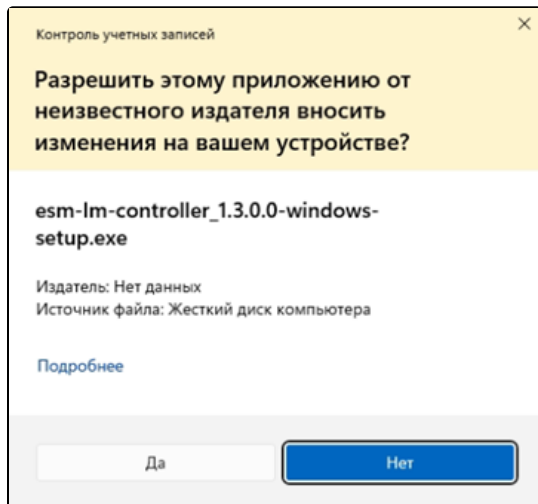 Контроль учетных записей
Разрешить этому приложению от
неизвестного издателя вносить
изменения на вашем устройстве?
esm-lm-controller_1.3.0.0-windows-
setup.exe
Издатель: Нет данных
Источник файла: Жесткий диск компьютера
Подробнее
Да
Нет